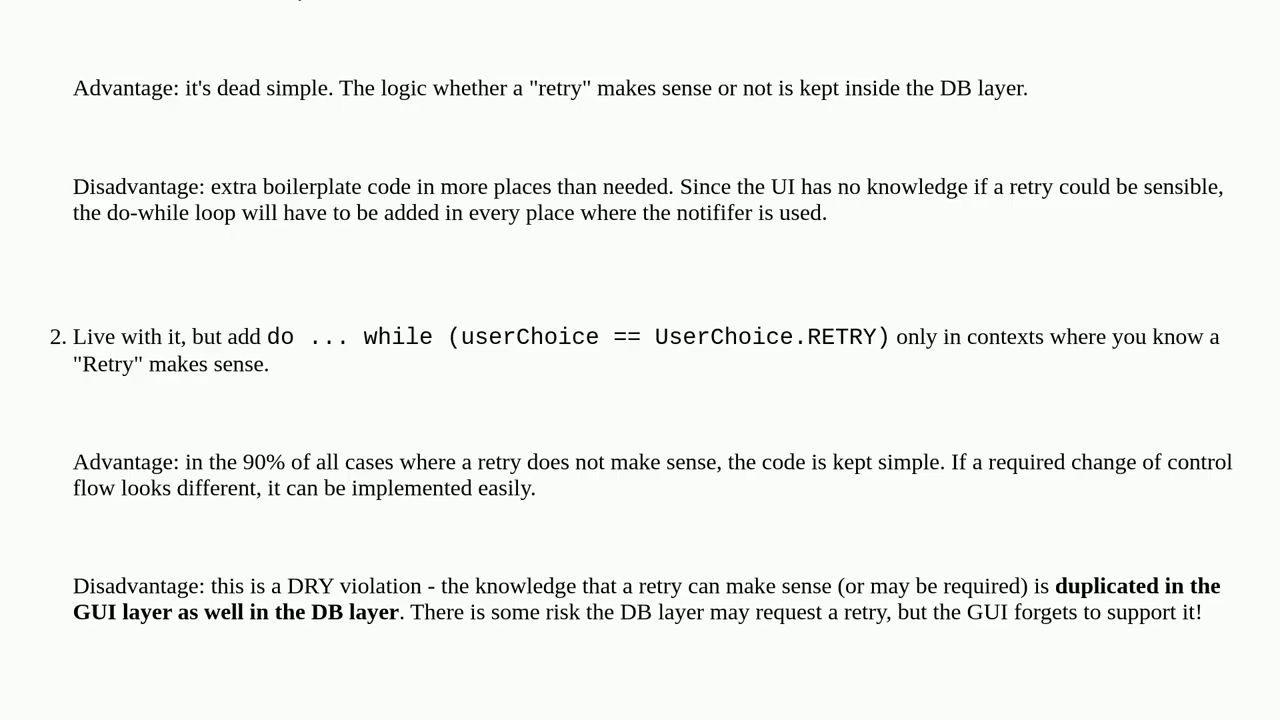 Advantage: it's dead simple. The logic whether a "retry" makes sense or not is kept inside the DB layer.
Disadvantage: extra boilerplate code in more places than needed. Since the UI has no knowledge if a retry could be sensible,
the do-while loop will have to be added in every place where the notififer is used.
2. Live with it, but add do ... while (userChoice == UserChoice.RETRY) only in contexts where you know a
"Retry" makes sense.
Advantage: in the 90% of all cases where a retry does not make sense, the code is kept simple. If a required change of control
flow looks different, it can be implemented easily.
Disadvantage: this is a DRY violation - the knowledge that a retry can make sense (or may be required) is duplicated in the
GUI layer as well in the DB layer. There is some risk the DB layer may request a retry, but the GUI forgets to support it!